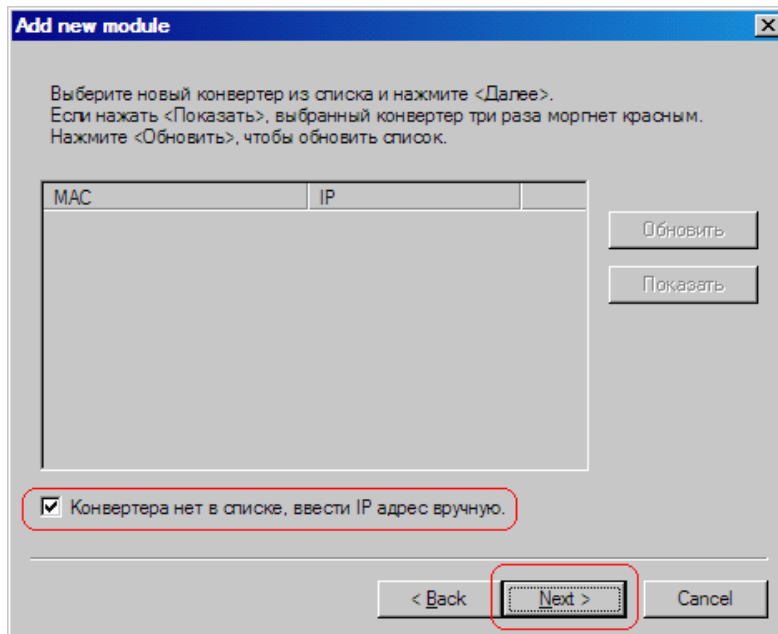 Add new module
Выберите новый конвертер из списка и нажмите <Далее>.
Если нажать <Показать>, выбранный конвертер три раза моргнет красным.
Нажмите <Обновить>, чтобы обновить список.
MAC IP
Обновить
Показать
Конвертера нет в списке, ввести IP адрес вручную.
< Back Next > Cancel